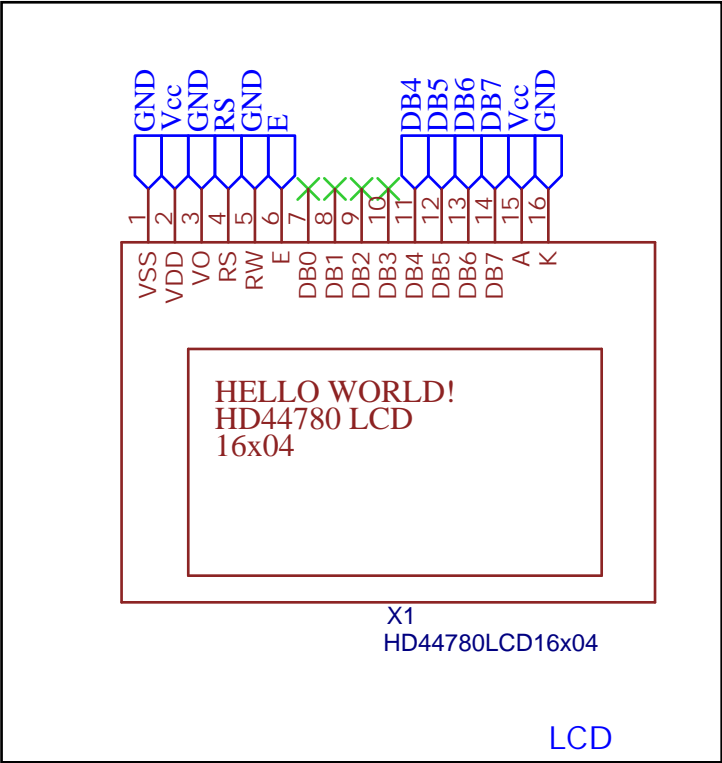 GND
Vcc
GND
RS
GND
E
DB4
DB5
DB6
DB7
Vcc
GND
1
2
3
4
5
6
7
8
9
10
11
12
13
14
15
16
VSS
VDD
VO
RS
RW
E
DB0
DB1
DB2
DB3
DB4
DB5
DB6
DB7
A
K
HELLO WORLD!
HD44780 LCD
16x04
X1
HD44780LCD16x04
LCD